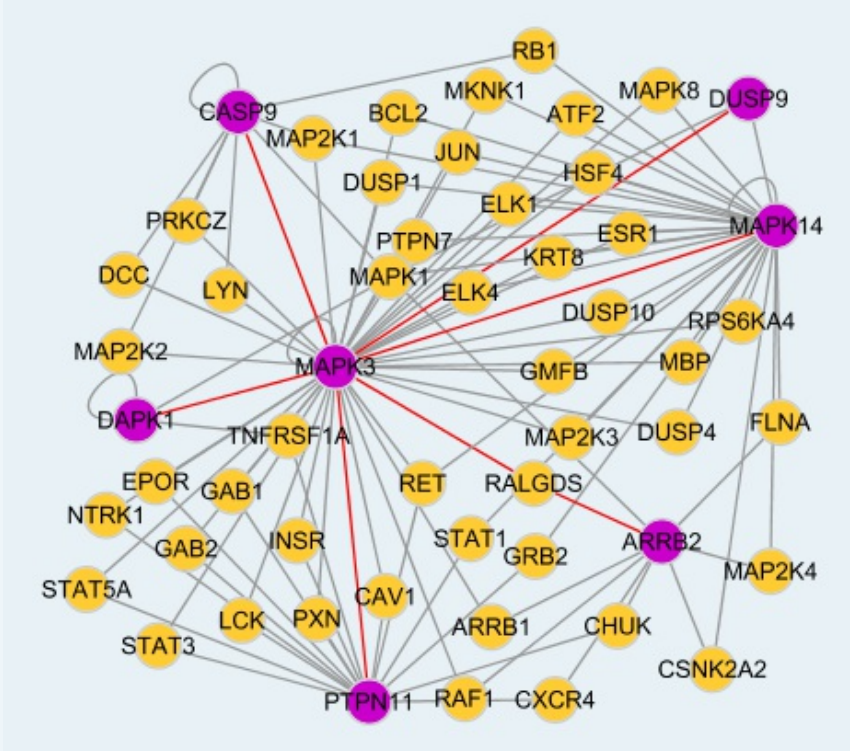 RB1
MKNK1
MAPK8
DUSP9
CASP9
BCL2
ATF2
MAP2K1
JUN
HSF4
DUSP1
ELK1
PRKCZ
MAPK14
PTPN7
ESR1
KRT8
DCC
LYN
MAPK1
ELK4
DUSP10
RPS6KA4
MAP2K2
MAPK3
GMFB
MBP
DAPK1
TNFRSF1A
MAP2K3
DUSP4
FLNA
EPOR
GAB1
RET
RALGDS
NTRK1
GAB2
INSR
STAT1
GRB2
ARRB2
MAP2K4
STAT5A
CAV1
LCK
PXN
ARRB1
CHUK
STAT3
CSNK2A2
PTPN11
RAF1
CXCR4